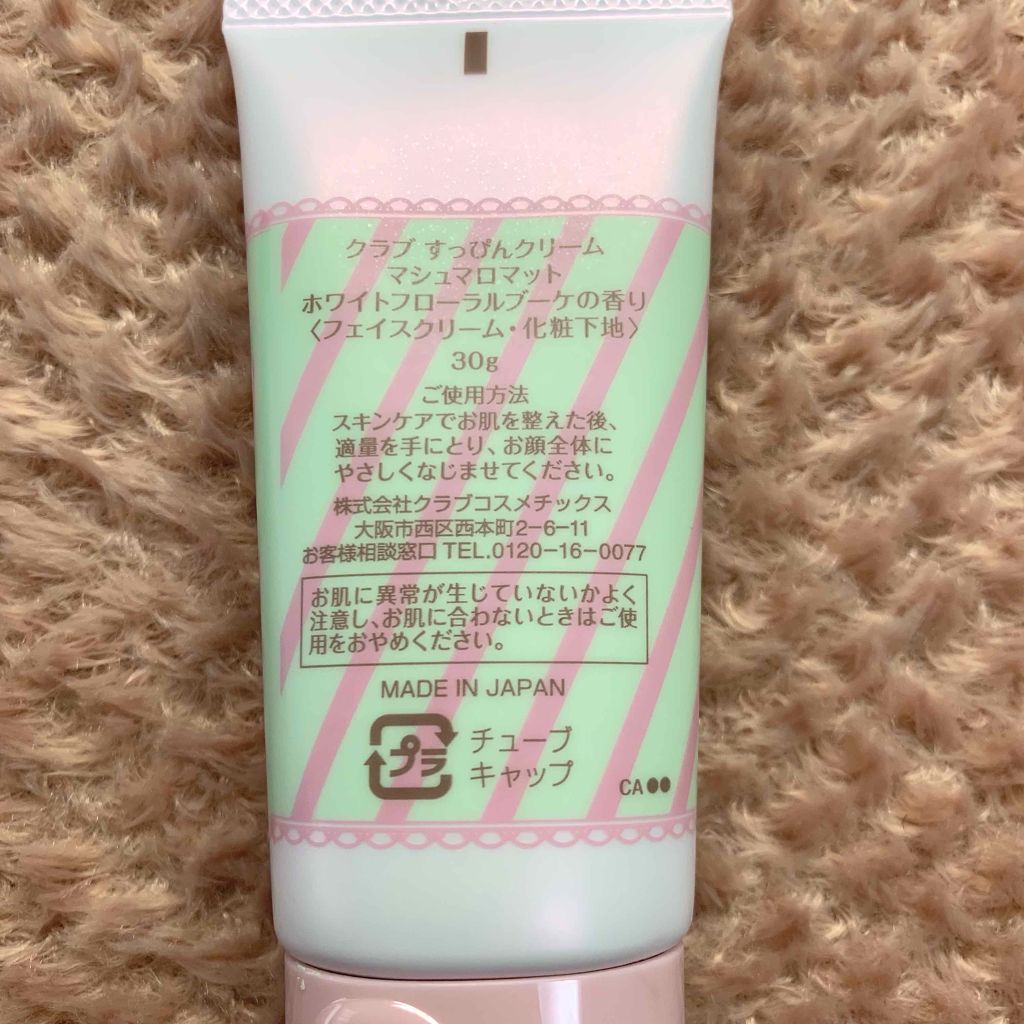 クラブ すっぴんクリーム
マシュマロマット
ホワイトフローラルブーケの香り
〈フェイスクリーム・化粧下地〉
30g
ご使用方法
スキンケアでお肌を整えた後、
適量を手にとり、お顔全体に
やさしくなじませてください。
株式会社クラブコスメチックス
大阪市西区西本町2-6-11
お客様相談窓口 TEL.0120-16-0077
お肌に異常が生じていないかよく
注意し、お肌に合わないときはご使
用をおやめください。
MADE IN JAPAN
プラ
チューブ
キャップ
CA●●